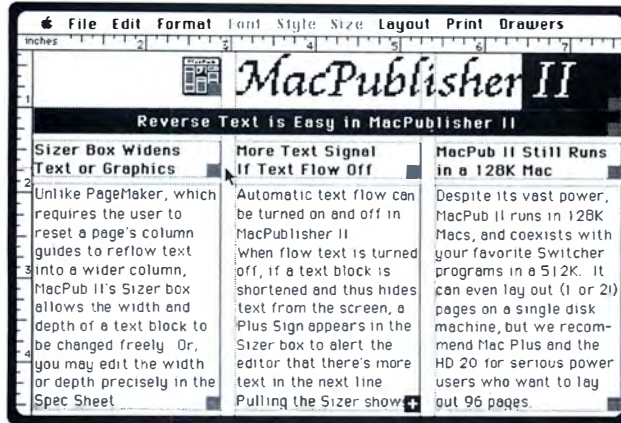 File Edit Format Font Style Size Layout Print Drawers
inches 2 3 4 5 6 7
MacPublisher II
1
Reverse Text is Easy in MacPublisher II
Sizer Box Widens
Text or Graphics
2
Unlike PageMaker, which
requires the user to
reset a page's column
guides to reflow text
3
into a wider column,
MacPub II's Sizer box
allows the width and
depth of a text block to
be changed freely Or,
4
you may edit the width
or depth precisely in the
Spec Sheet
More Text Signal
If Text Flow Off
Automatic text flow can
be turned on and off in
MacPublisher II
When flow text is turned
off, if a text block is
shortened and thus hides
text from the screen, a
Plus Sign appears in the
Sizer box to alert the
editor that there's more
text in the next line
Pulling the Sizer shows
MacPub II Still Runs
in a 128K Mac
Despite its vast power,
MacPub II runs in 128K
Macs, and coexists with
your favorite Switcher
programs in a 512K. It
can even lay out (1 or 2)
pages on a single disk
machine, but we recom-
mend Mac Plus and the
HD 20 for serious power
users who want to lay
out 96 pages.